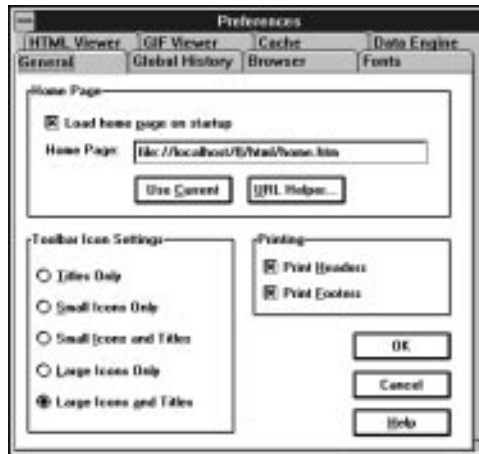 Preferences
HTML Viewer GIF Viewer Cache Data Engine
General Global History Browser Fonts
Home Page
Load home page on startup
Home Page: file://localhost/f|/html/home.htm
Use Current URL Helper...
Toolbar Icon Settings
Titles Only
Small Icons Only
Small Icons and Titles
Large Icons Only
Large Icons and Titles
Printing
Print Headers
Print Footers
OK
Cancel
Help